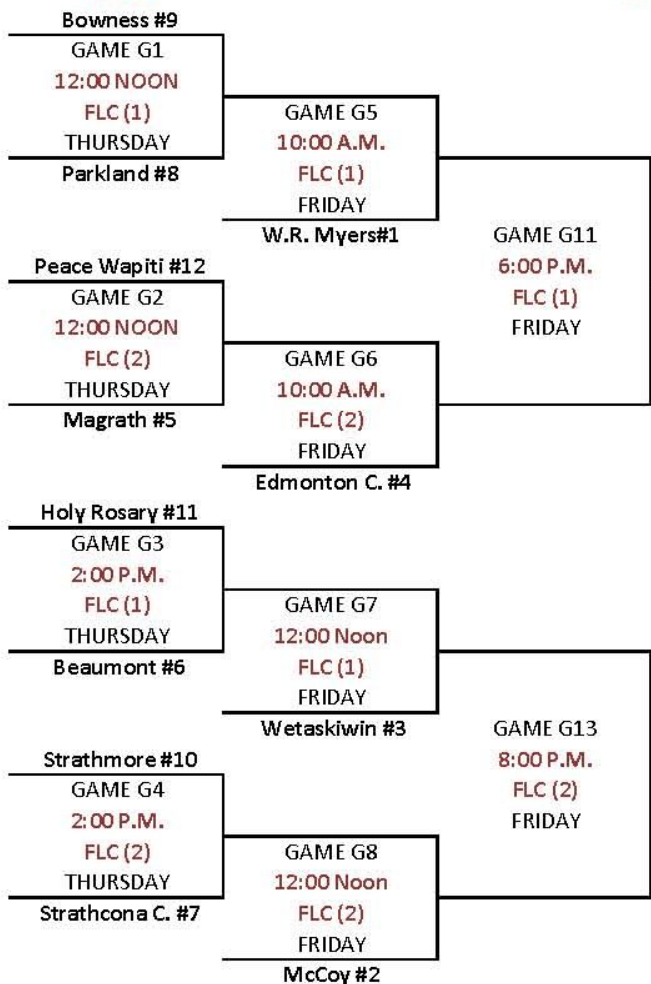 Bowness #9
GAME G1
12:00 NOON
FLC (1)
THURSDAY
Parkland #8
GAME G5
10:00 A.M.
FLC (1)
FRIDAY
W.R. Myers#1
Peace Wapiti #12
GAME G2
12:00 NOON
FLC (2)
THURSDAY
Magrath #5
GAME G6
10:00 A.M.
FLC (2)
FRIDAY
Edmonton C. #4
GAME G11
6:00 P.M.
FLC (1)
FRIDAY
Holy Rosary #11
GAME G3
2:00 P.M.
FLC (1)
THURSDAY
Beaumont #6
GAME G7
12:00 Noon
FLC (1)
FRIDAY
Wetaskiwin #3
Strathmore #10
GAME G4
2:00 P.M.
FLC (2)
THURSDAY
Strathcona C. #7
GAME G8
12:00 Noon
FLC (2)
FRIDAY
McCoy #2
GAME G13
8:00 P.M.
FLC (2)
FRIDAY